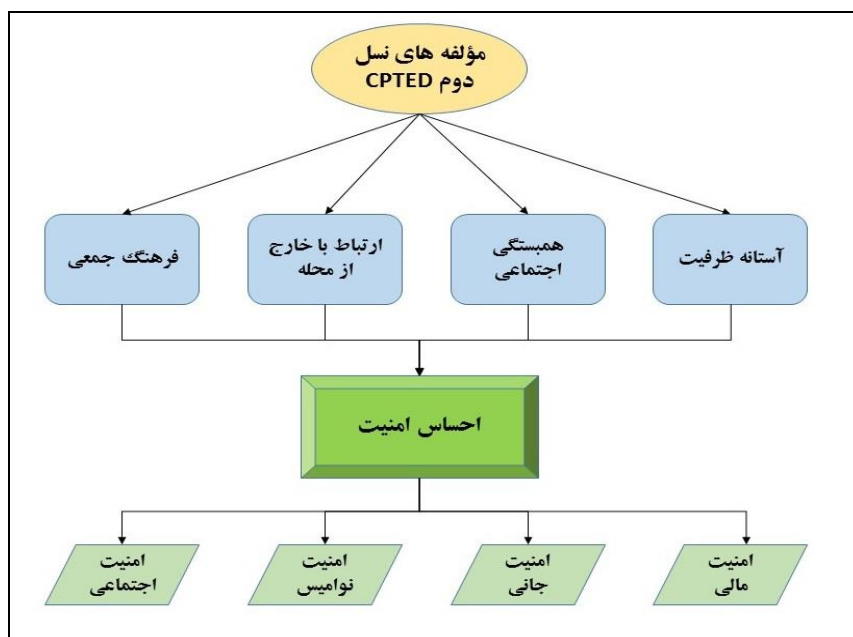 مؤلفه های نسل
دوم CPTED
آستانه ظرفیت
همبستگی
اجتماعی
ارتباط با خارج
از محله
فرهنگ جمعی
احساس امنیت
امنیت
مالی
امنیت
جانی
امنیت
نوامیس
امنیت
اجتماعی